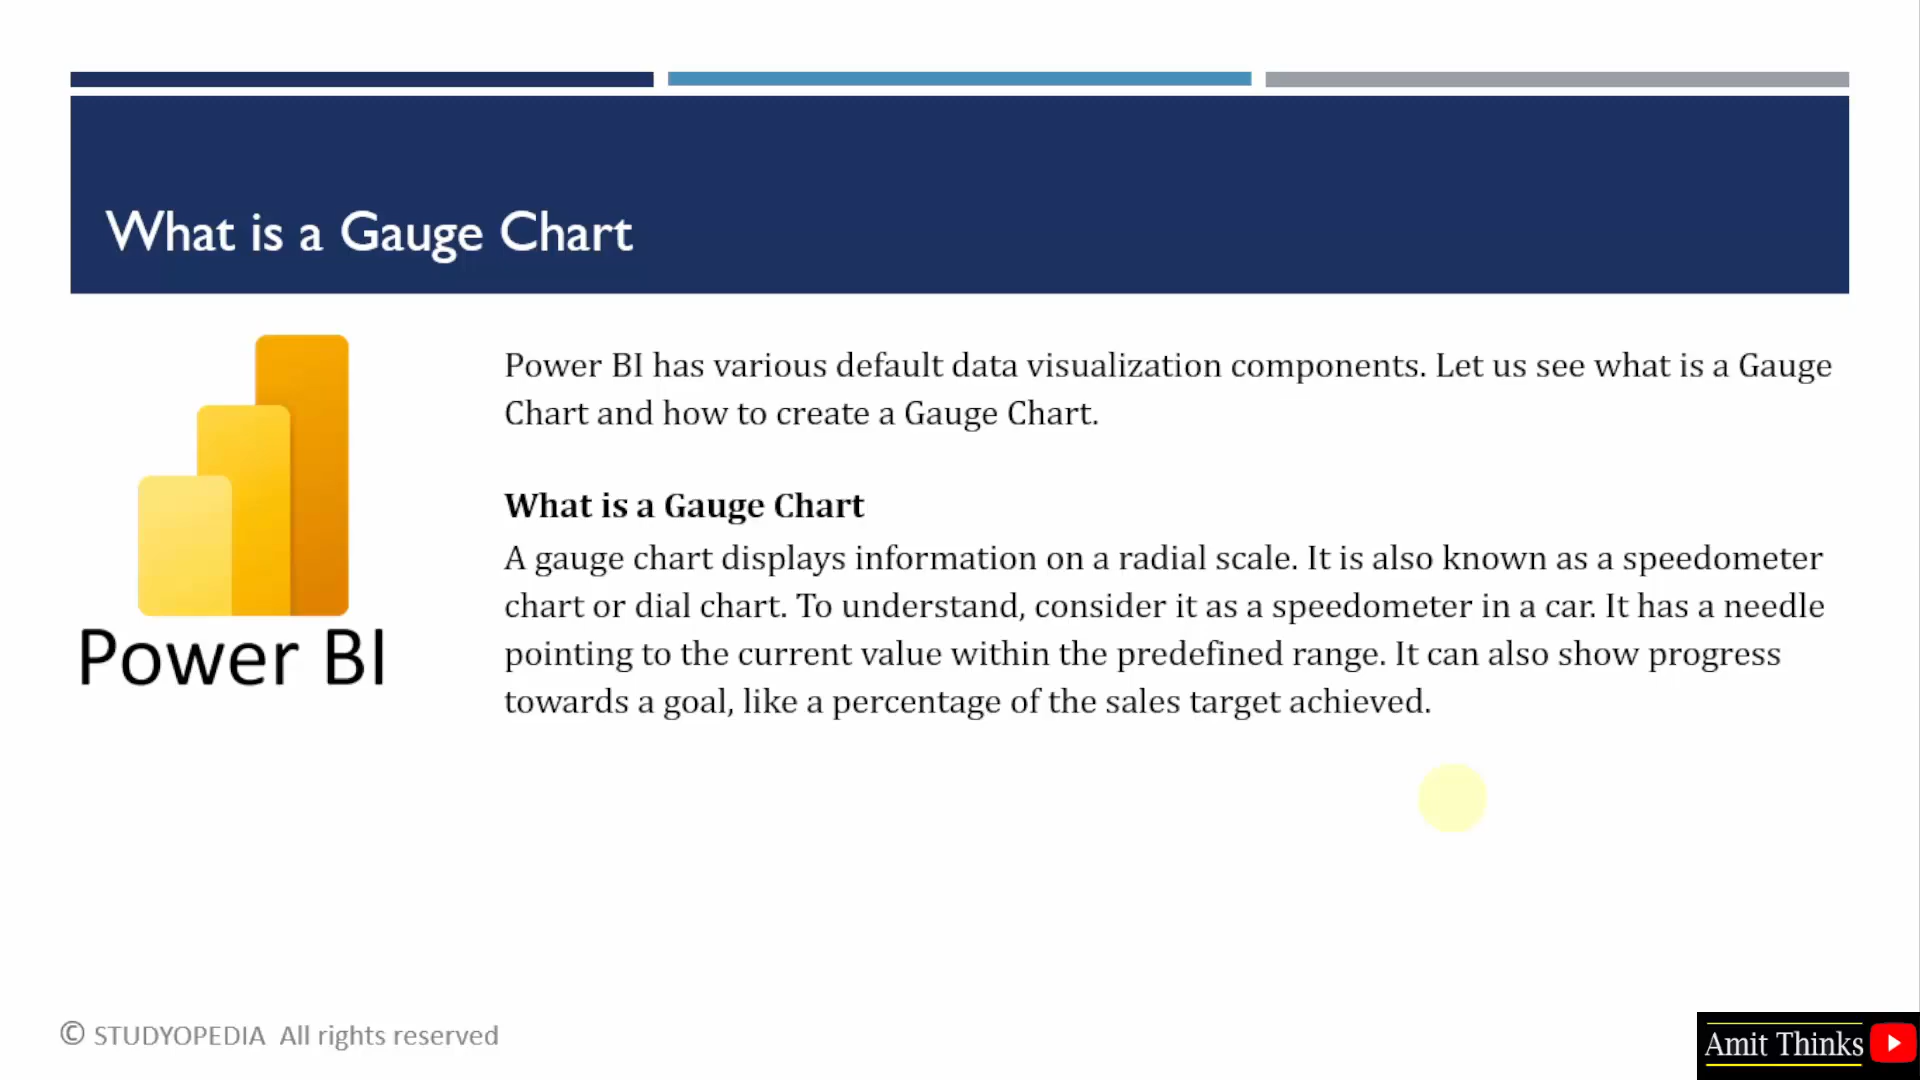 What is a Gauge Chart
Power BI has various default data visualization components. Let us see what is a Gauge
Chart and how to create a Gauge Chart.
What is a Gauge Chart
A gauge chart displays information on a radial scale. It is also known as a speedometer
chart or dial chart. To understand, consider it as a speedometer in a car. It has a needle
pointing to the current value within the predefined range. It can also show progress
towards a goal, like a percentage of the sales target achieved.
Power BI
© STUDYOPEDIA All rights reserved
Amit Thinks